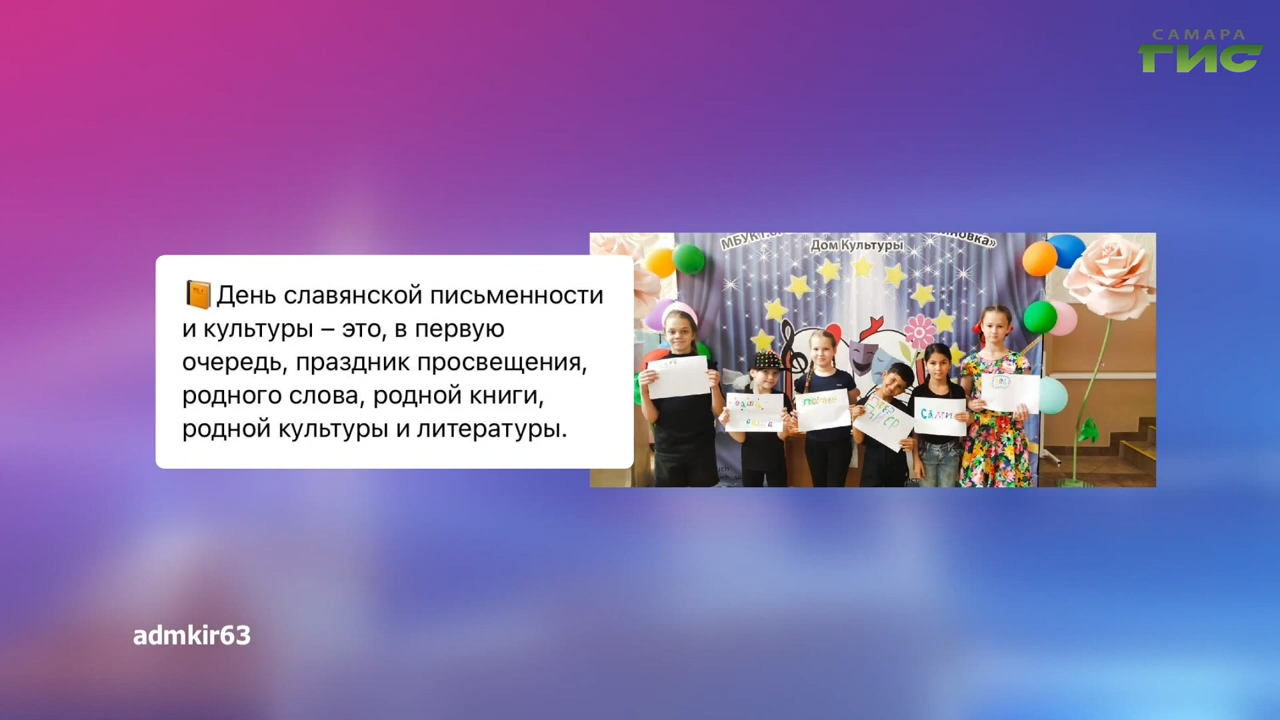 САМАРА
ГИС
Дом Культуры
День славянской письменности
и культуры – это, в первую
очередь, праздник просвещения,
родного слова, родной книги,
родной культуры и литературы.
Сами
admkir63